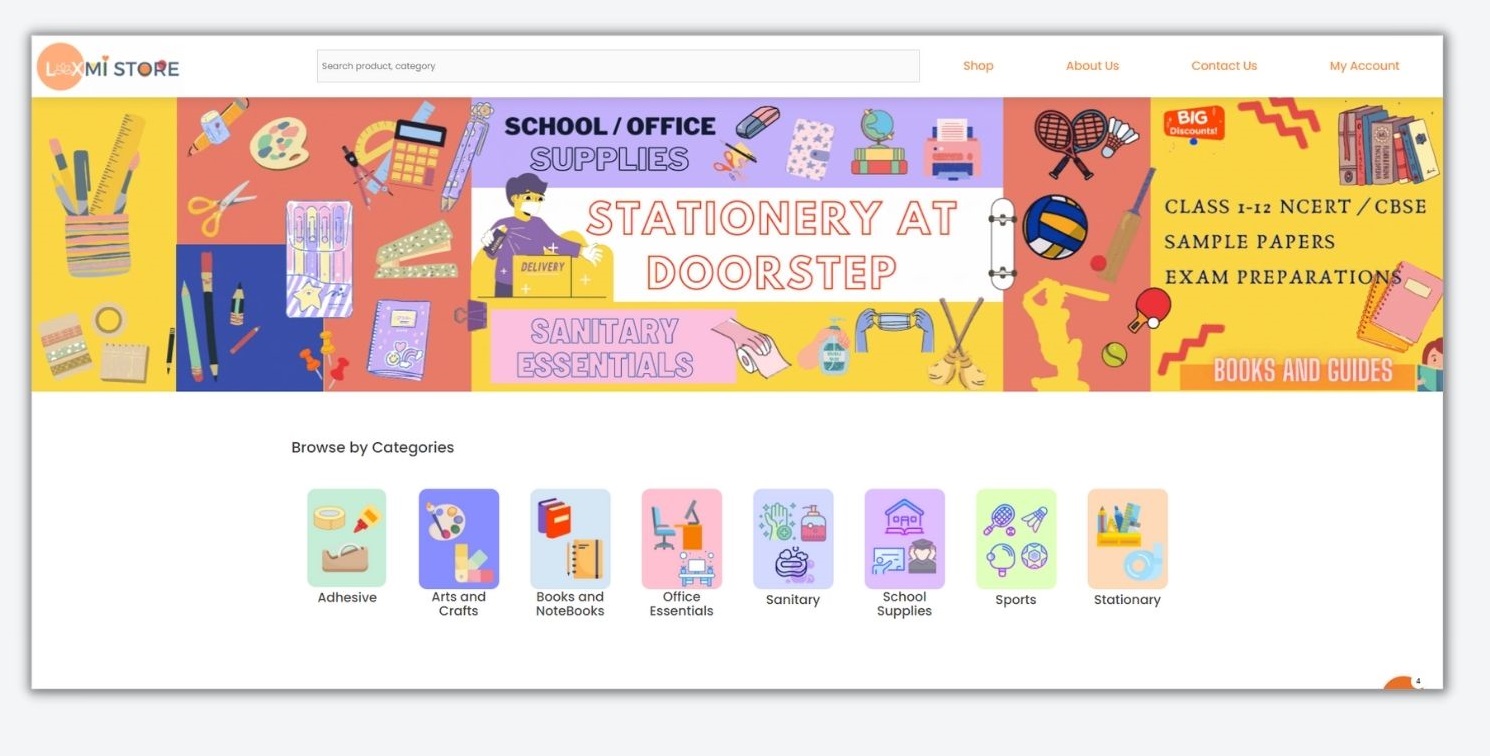 LaxMi STORE
Search product, category
Shop
About Us
Contact Us
My Account
SCHOOL / OFFICE
SUPPLIES
STATIONERY AT
DOORSTEP
DELIVERY
SANITARY
ESSENTIALS
BIG
Discounts!
CLASS 1-12 NCERT / CBSE
SAMPLE PAPERS
EXAM PREPARATIONS
BOOKS AND GUIDES
Browse by Categories
Adhesive
Arts and
Crafts
Books and
NoteBooks
Office
Essentials
Sanitary
School
Supplies
Sports
Stationary
4